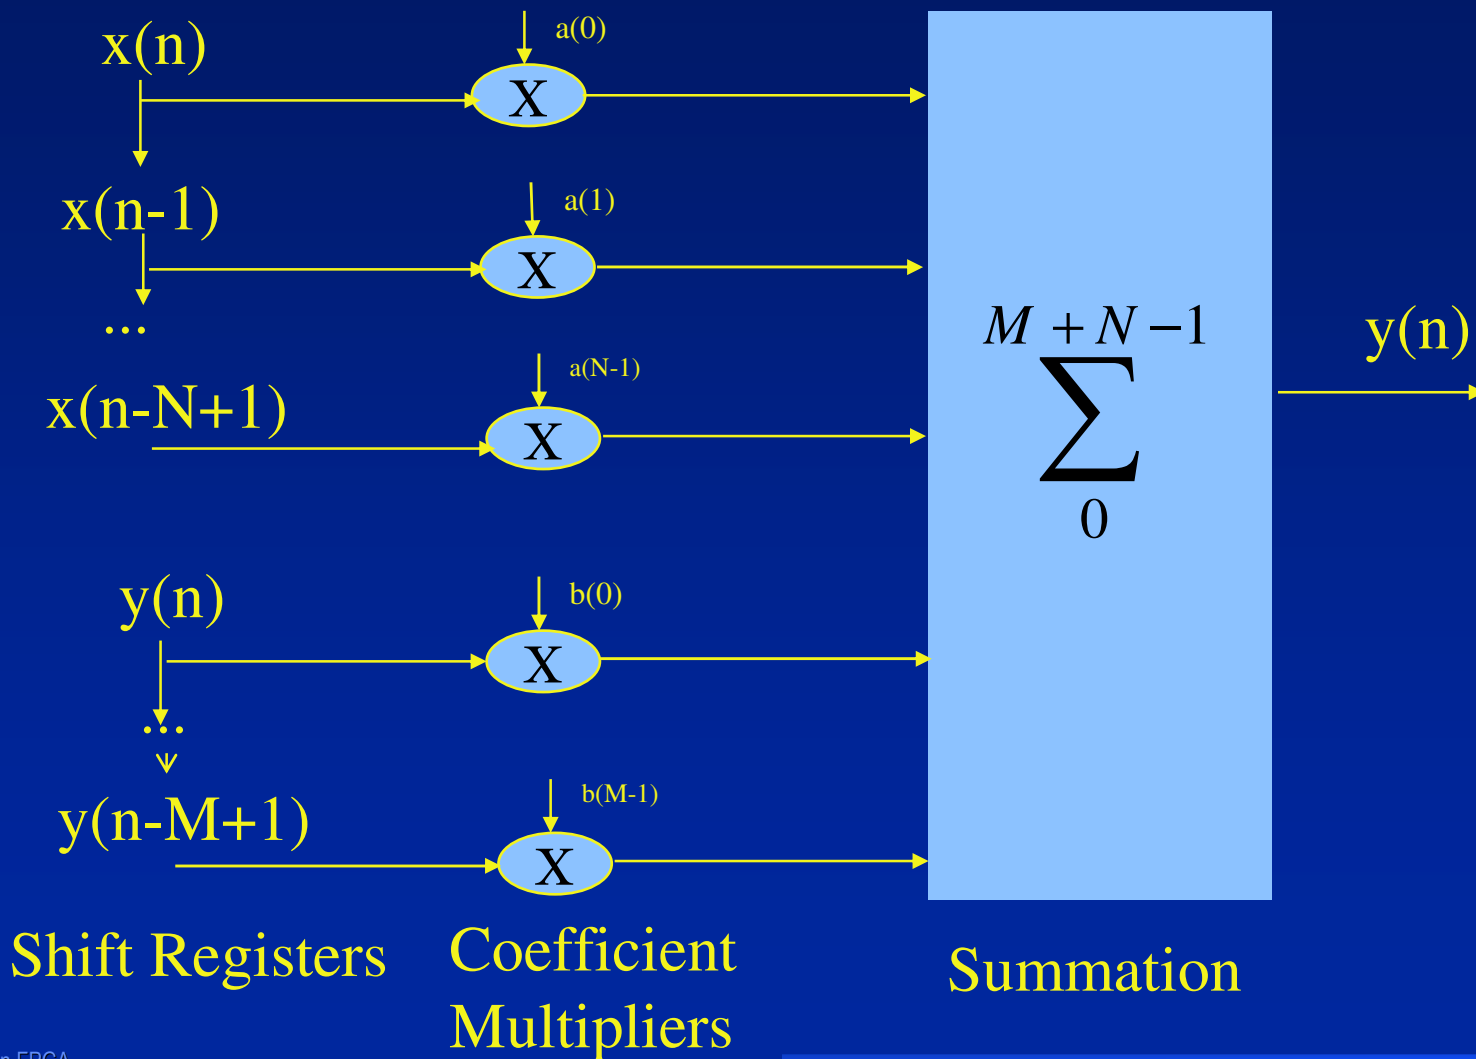 x(n)
a(0)
X
x(n-1)
a(1)
X
...
x(n-N+1)
a(N-1)
X
y(n)
b(0)
X
...
y(n-M+1)
b(M-1)
X
M + N − 1
∑
0
y(n)
Shift Registers
Coefficient
Multipliers
Summation